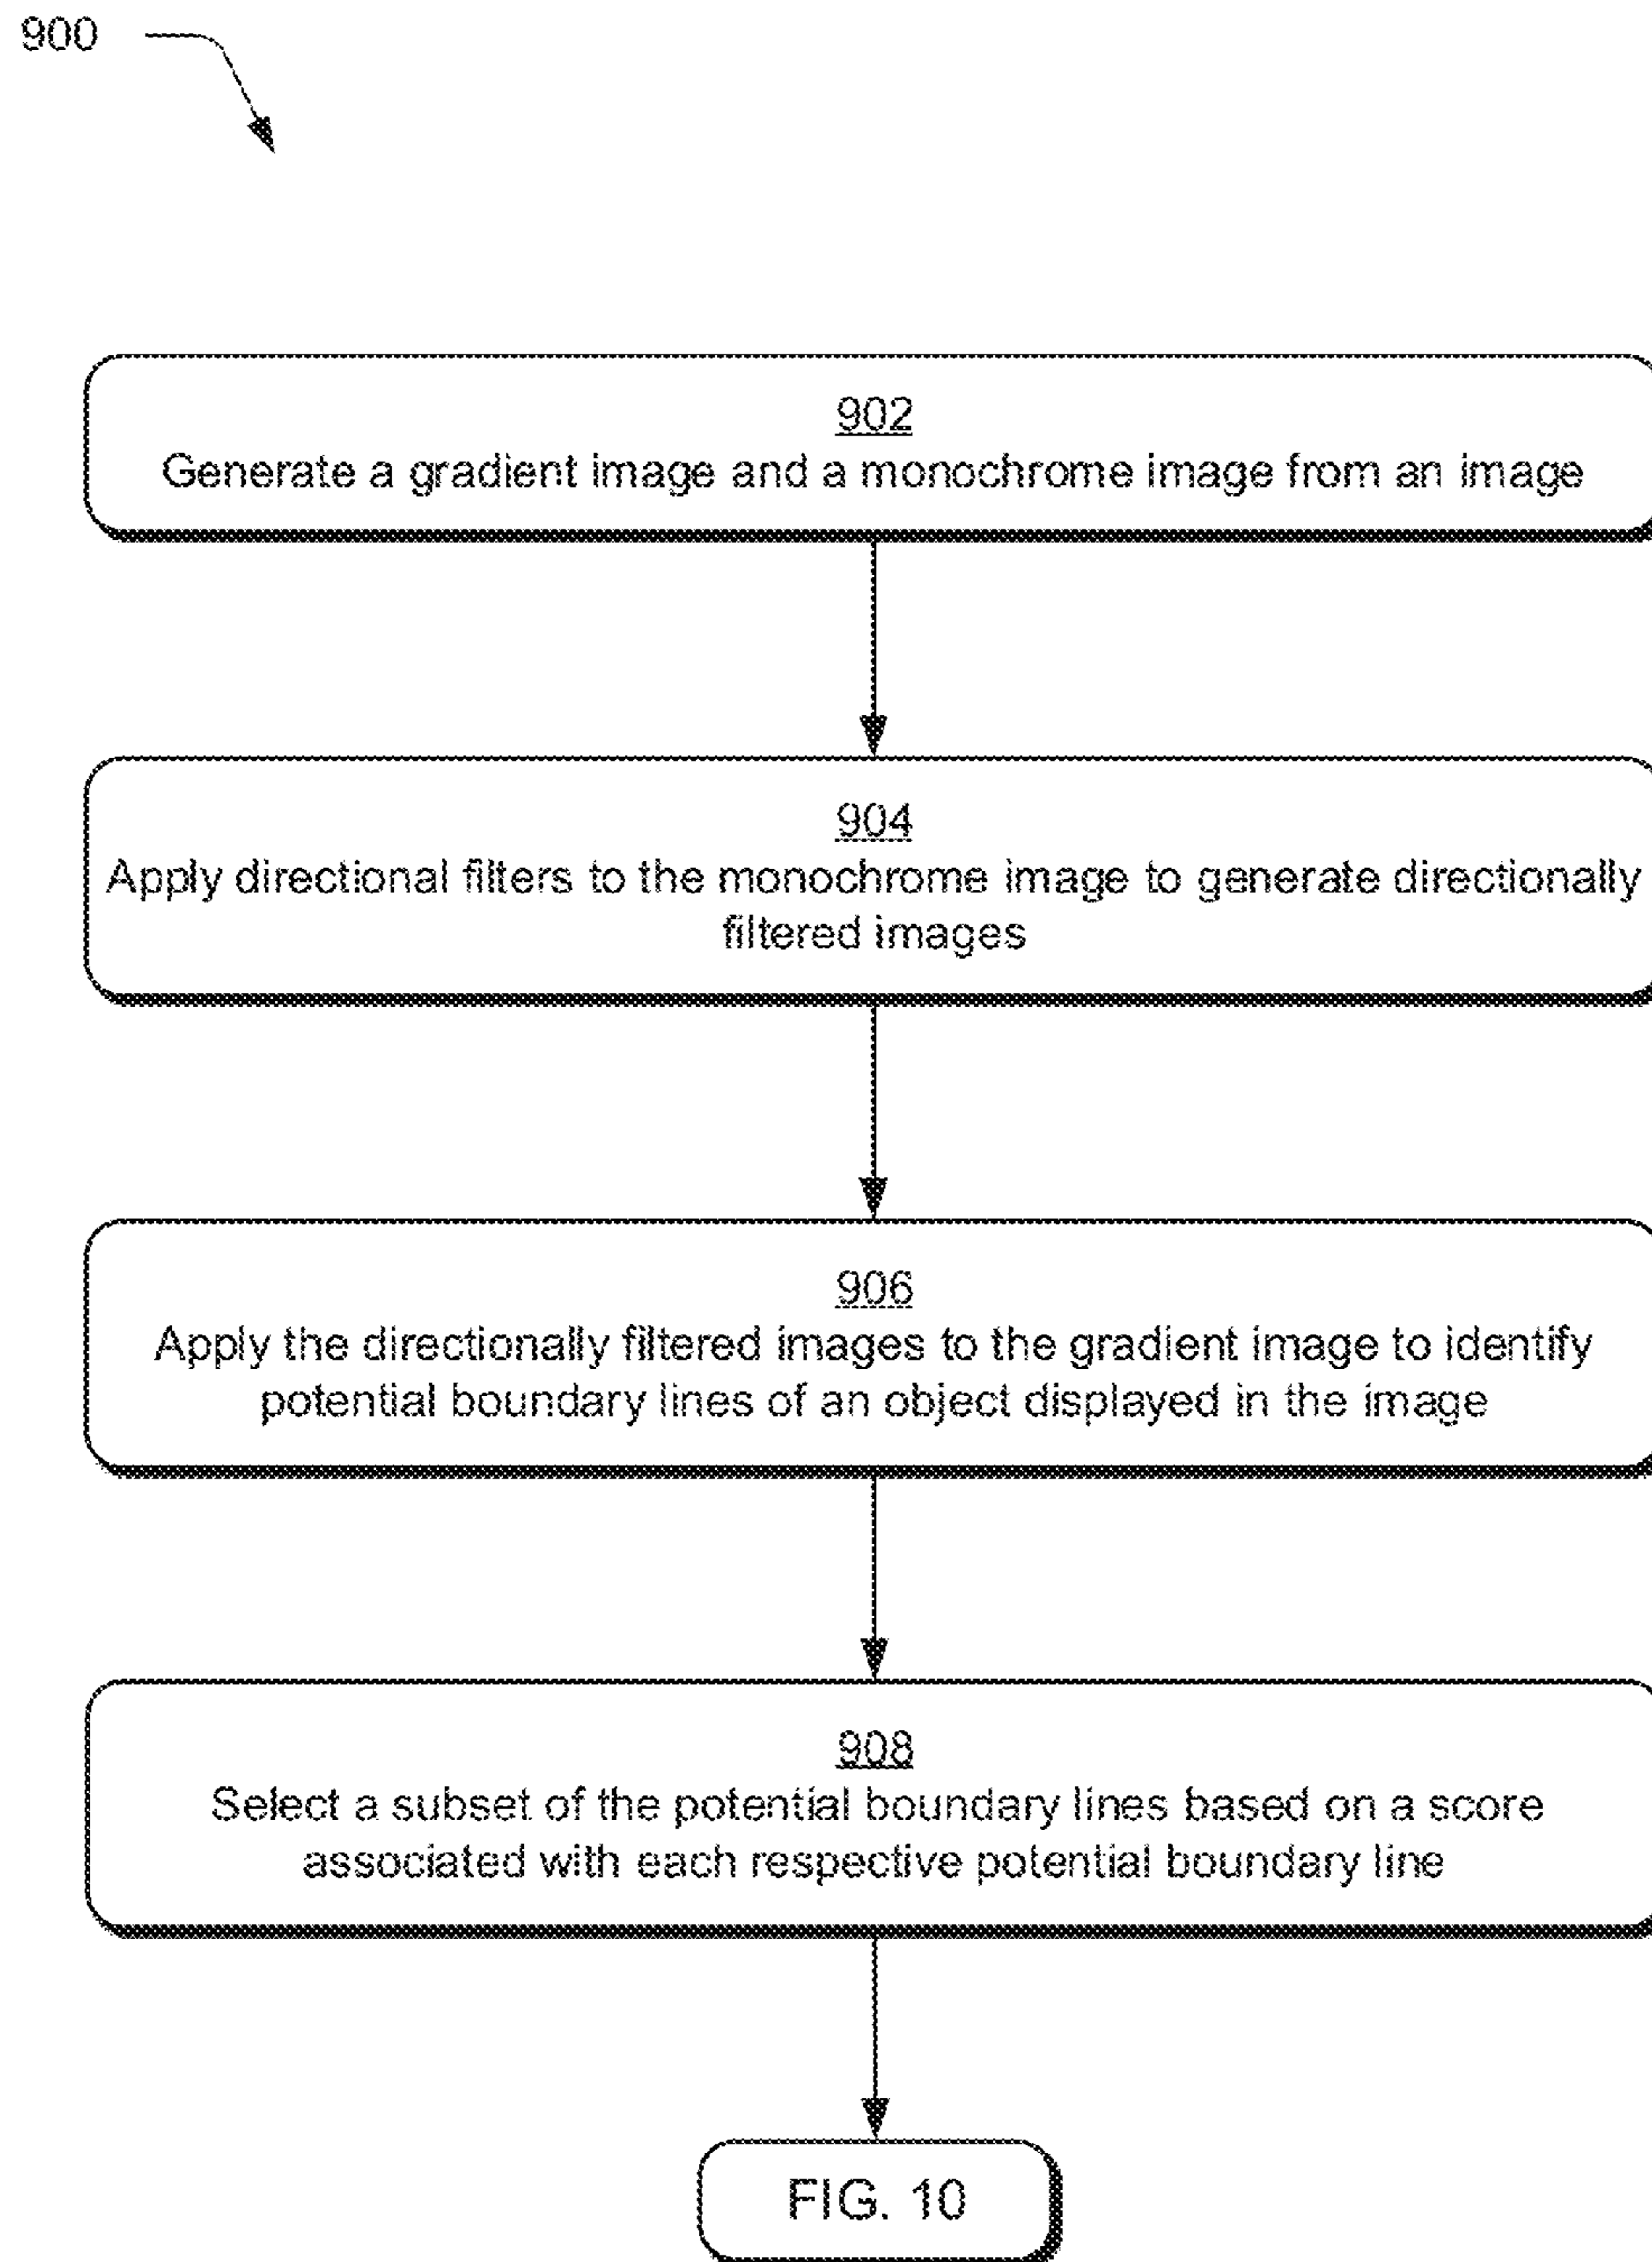 900
902
Generate a gradient image and a monochrome image from an image
904
Apply directional filters to the monochrome image to generate directionally
filtered images
906
Apply the directionally filtered images to the gradient image to identify
potential boundary lines of an object displayed in the image
908
Select a subset of the potential boundary lines based on a score
associated with each respective potential boundary line
FIG. 10